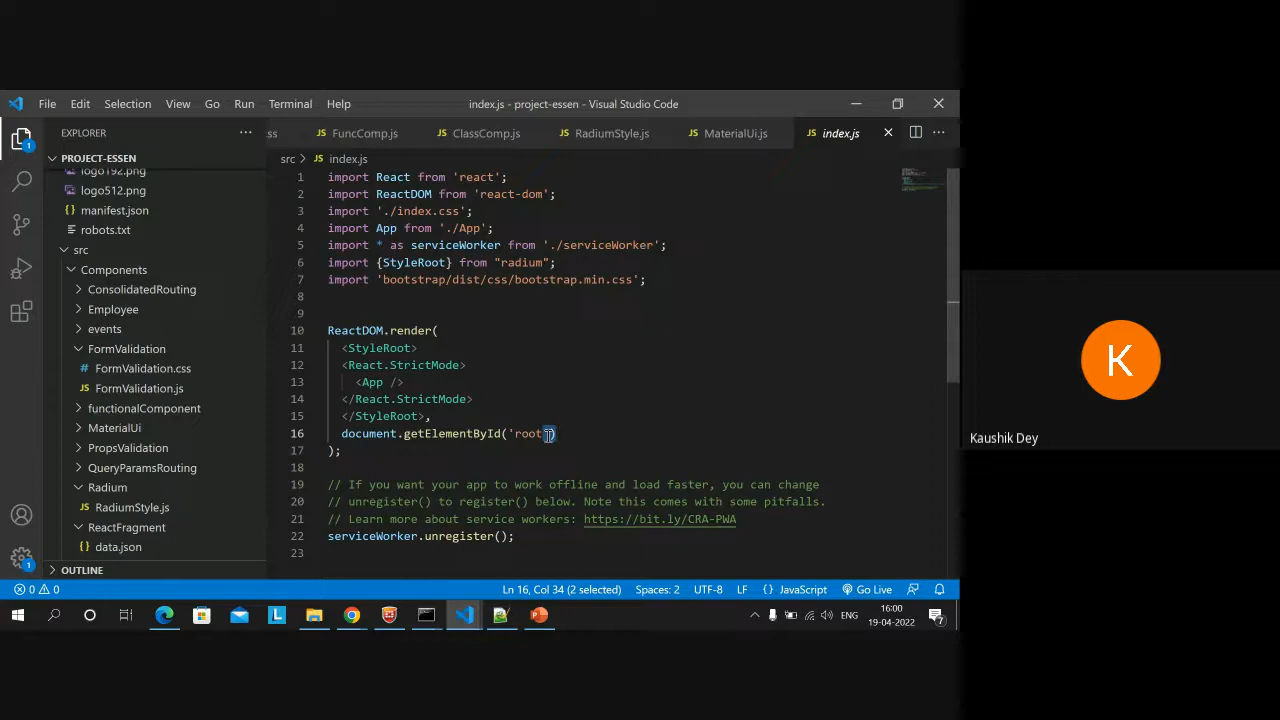 File Edit Selection View Go Run Terminal Help
index.js - project-essen - Visual Studio Code
EXPLORER
ss
FuncComp.js
ClassComp.js
RadiumStyle.js
MaterialUi.js
index.js
PROJECT-ESSEN
logo192.png
logo512.png
manifest.json
robots.txt
src
Components
ConsolidatedRouting
Employee
events
FormValidation
FormValidation.css
FormValidation.js
functionalComponent
MaterialUi
PropsValidation
QueryParamsRouting
Radium
RadiumStyle.js
ReactFragment
data.json
OUTLINE
src > JS index.js
1 import React from 'react';
2 import ReactDOM from 'react-dom';
3 import './index.css';
4 import App from './App';
5 import * as serviceWorker from './serviceWorker';
6 import {StyleRoot} from "radium";
7 import 'bootstrap/dist/css/bootstrap.min.css';
8
9
10 ReactDOM.render(
11 <StyleRoot>
12 <React.StrictMode>
13 <App />
14 </React.StrictMode>
15 </StyleRoot>,
16 document.getElementById('root')
17 );
18
19 // If you want your app to work offline and load faster, you can change
20 // unregister() to register() below. Note this comes with some pitfalls.
21 // Learn more about service workers: https://bit.ly/CRA-PWA
22 serviceWorker.unregister();
23
0 0
Ln 16, Col 34 (2 selected) Spaces: 2 UTF-8 LF {} JavaScript Go Live
ENG
16:00
19-04-2022
7
K
Kaushik Dey